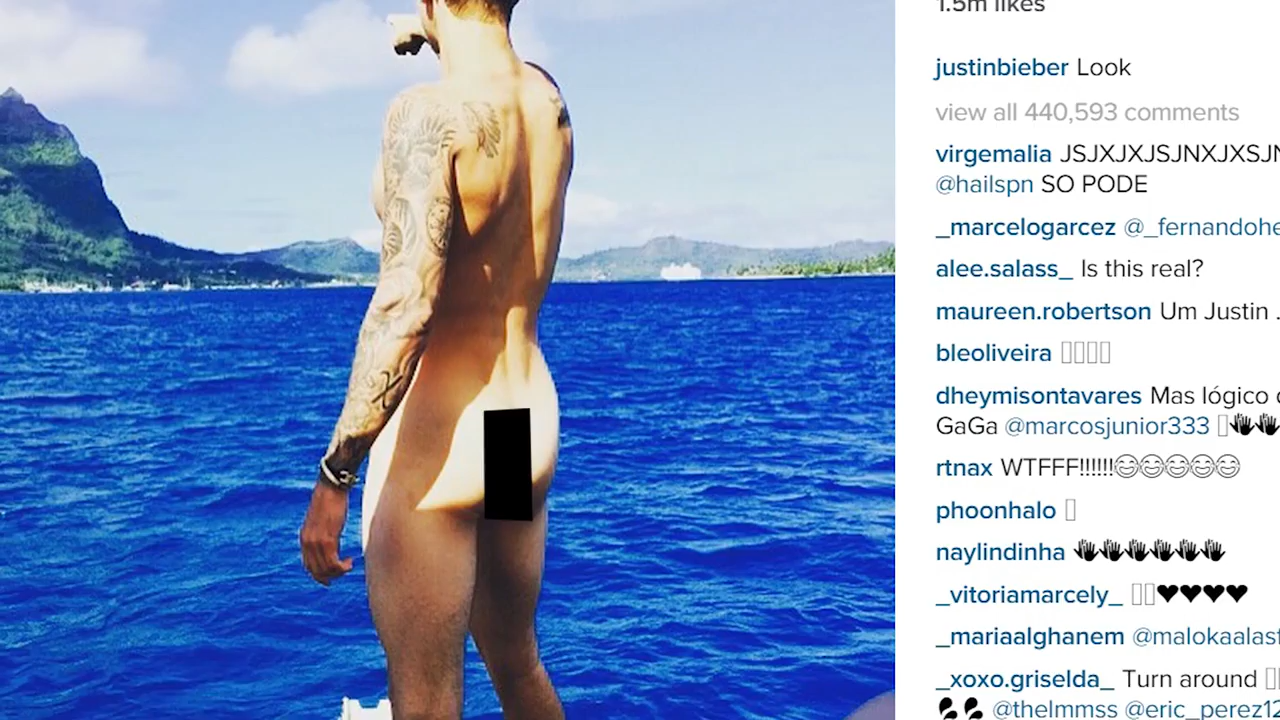 1.5m likes
justinbieber Look
view all 440,593 comments
virgemalia JSJXJXJSJNXJXSJN
@hailspn SO PODE
_marcelogarcez @_fernandohe
alee.salass_ Is this real?
maureen.robertson Um Justin .
bleoliveira
dheymisontavares Mas lógico
GaGa @marcosjunior333
rtnax WTFFF!!!!!!😊😊😊😊😊
phoonhalo
naylindinha 👋👋👋👋👋👋
_vitoriamarcely_ ♥♥♥♥
_mariaalghanem @malokaalasf
_xoxo.griselda_ Turn around
@thelmmss @eric_perez12